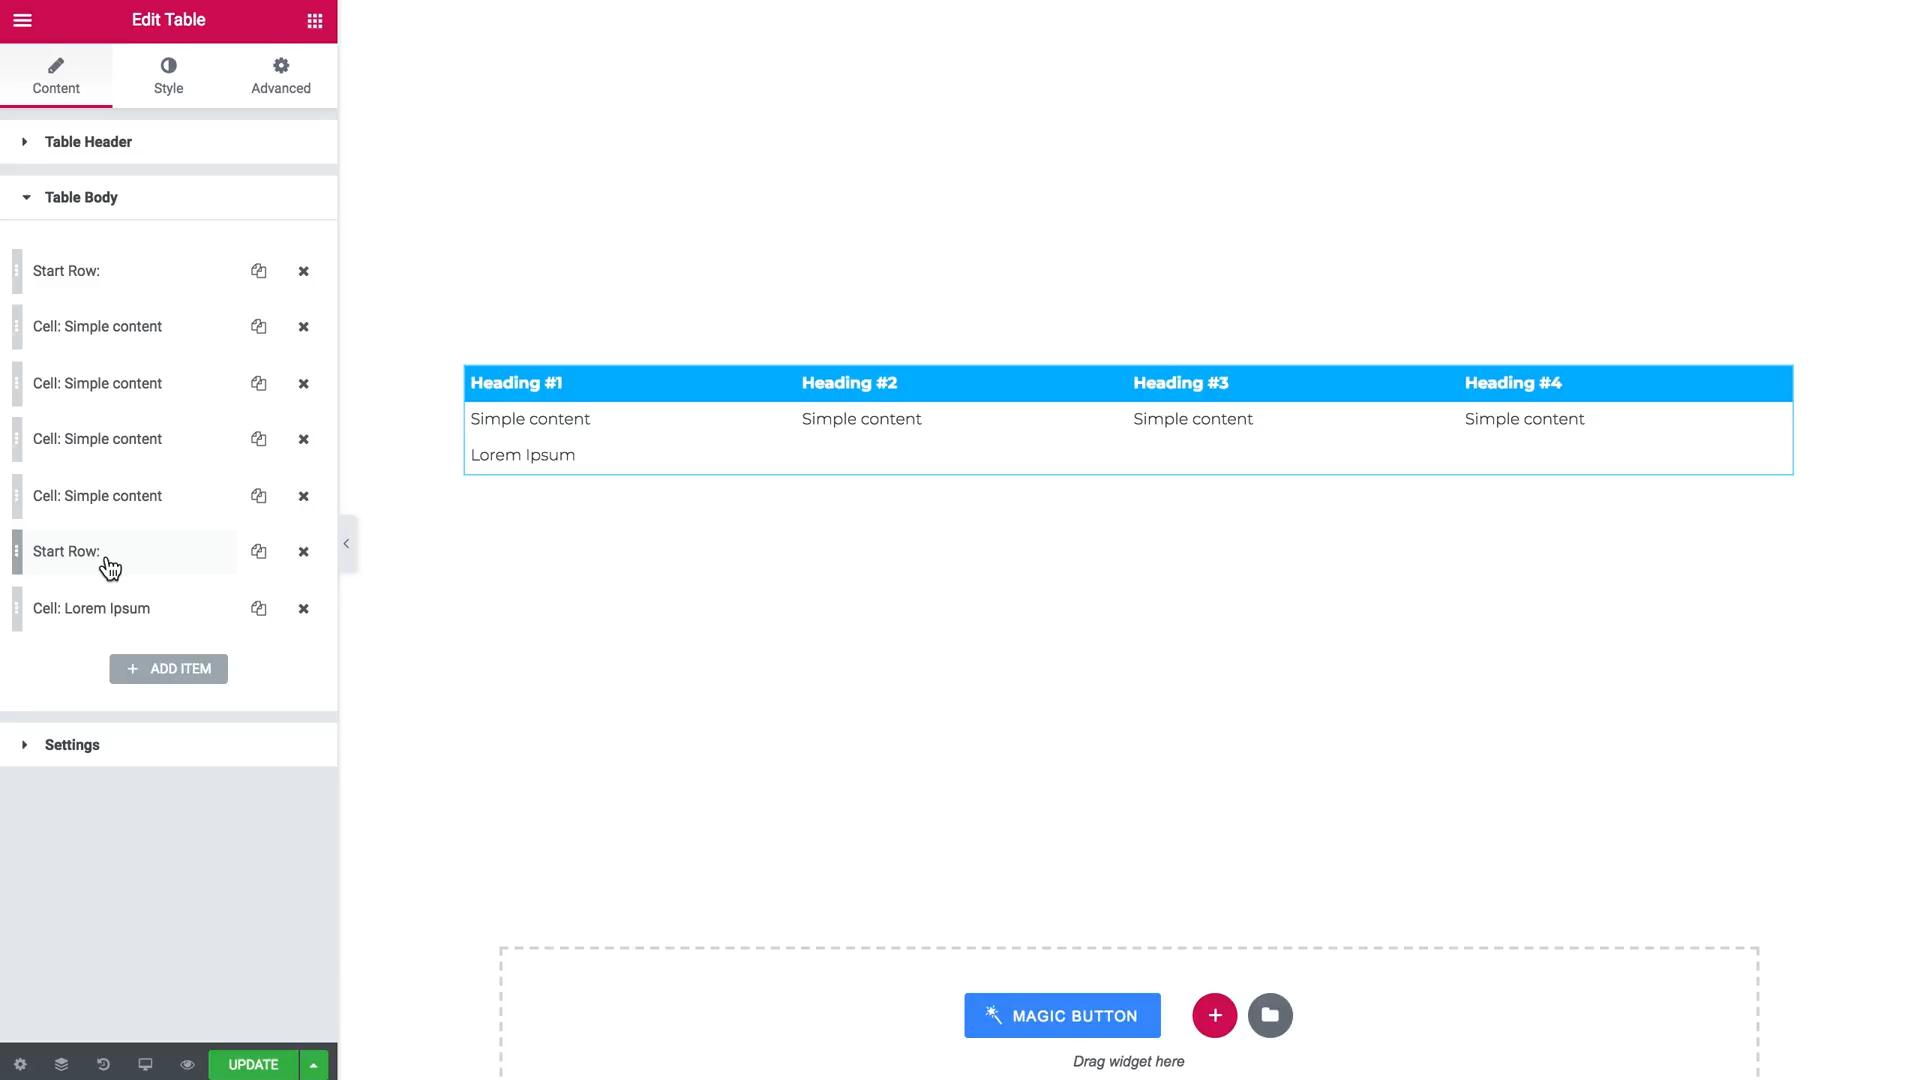 Edit Table
Content Style Advanced
Table Header
Table Body
Start Row:
Cell: Simple content
Cell: Simple content
Cell: Simple content
Cell: Simple content
Start Row:
Cell: Lorem Ipsum
+ ADD ITEM
Settings
UPDATE
Heading #1 Heading #2 Heading #3 Heading #4
Simple content Simple content Simple content Simple content
Lorem Ipsum
MAGIC BUTTON
Drag widget here